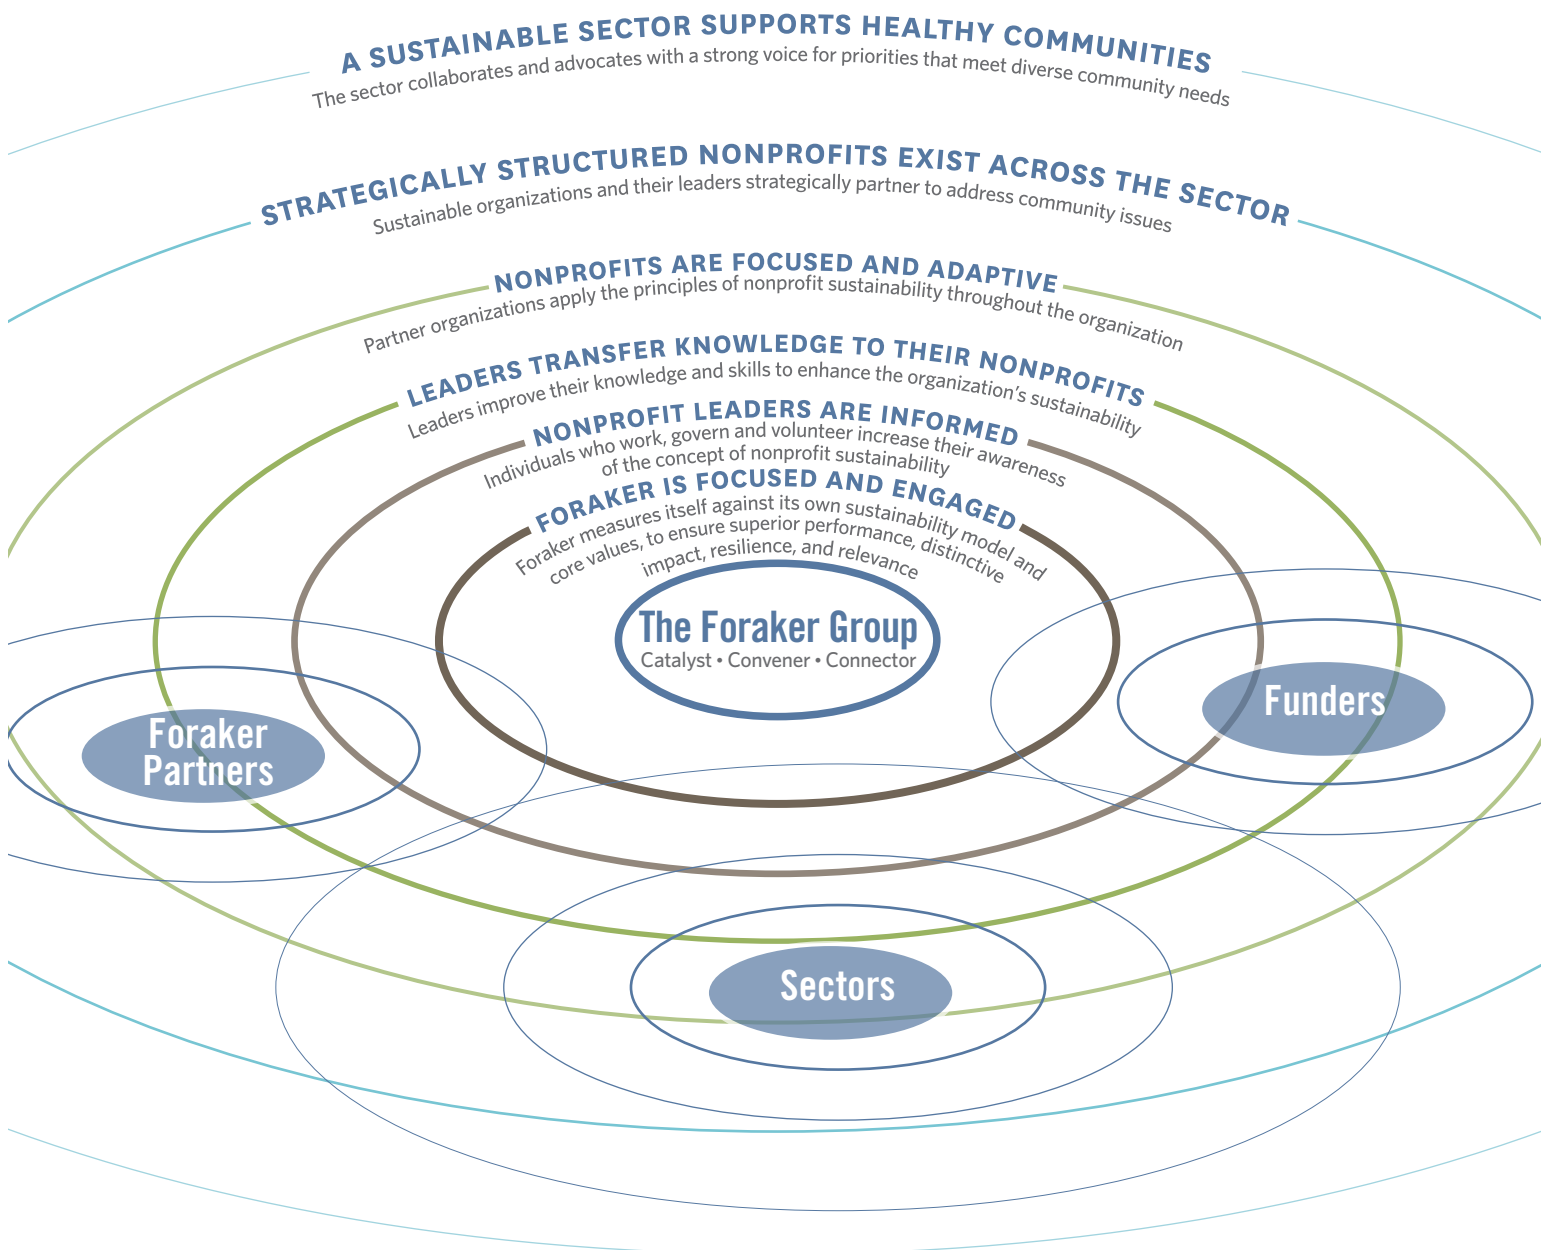 A SUSTAINABLE SECTOR SUPPORTS HEALTHY COMMUNITIES
The sector collaborates and advocates with a strong voice for priorities that meet diverse community needs
STRATEGICALLY STRUCTURED NONPROFITS EXIST ACROSS THE SECTOR
Sustainable organizations and their leaders strategically partner to address community issues
NONPROFITS ARE FOCUSED AND ADAPTIVE
Partner organizations apply the principles of nonprofit sustainability throughout the organization
LEADERS TRANSFER KNOWLEDGE TO THEIR NONPROFITS
Leaders improve their knowledge and skills to enhance the organization's sustainability
NONPROFIT LEADERS ARE INFORMED
Individuals who work, govern and volunteer increase their awareness
of the concept of nonprofit sustainability
FORAKER IS FOCUSED AND ENGAGED
Foraker measures itself against its own sustainability model and
core values, to ensure superior performance, distinctive
impact, resilience, and relevance
The Foraker Group
Catalyst • Convener • Connector
Funders
Foraker
Partners
Sectors